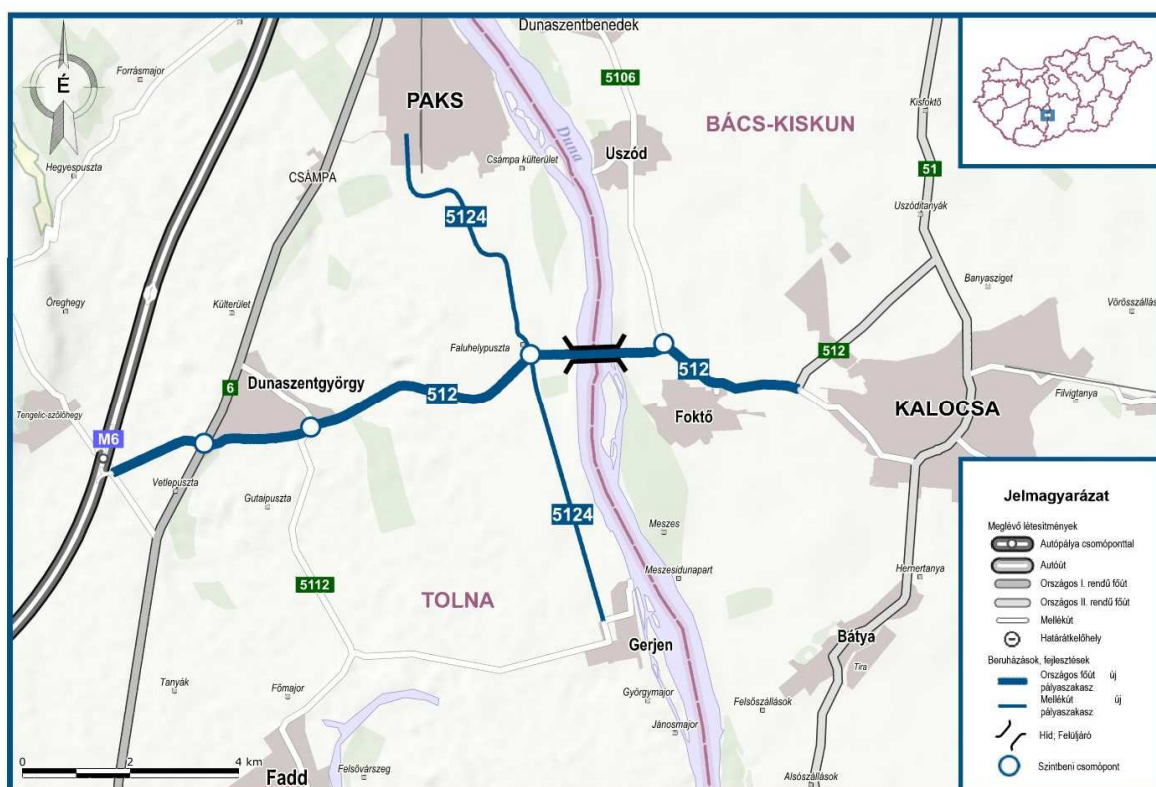 Dunaszentbenedek
Forrásmajor
É
PAKS
5106
BÁCS-KISKUN
Kisfoktő
Duna
Uszód
Hegyespuszta
CSÁMPA
Csámpa külterület
51
Uszóditanyák
5124
Banyasziget
Öreghegy
Külterület
Vörösszállás
Faluhelypuszta
512
6
Dunaszentgyörgy
512
512
Foktő
KALOCSA
Filvigtanya
Tengelic-szőlőhegy
M6
Vetlepuszta
Gutaipuszta
5124
Meszes
5112
Meszesidunapart
Hemertanya
TOLNA
Gerjen
Bátya
Tira
Tanyák
Főmajor
Györgymajor
Felsőszállások
Jánosmajor
0 2 4 km
Fadd
Felsővárszeg
Alsószállások
Jelmagyarázat
Meglévő létesítmények
Autópálya csomóponttal
Autóút
Országos I. rendű főút
Országos II. rendű főút
Mellékút
Határátkelőhely
Beruházások, fejlesztések
Országos főút új
pályaszakasz
Mellékút új
pályaszakasz
Híd; Felüljáró
Szintbeni csomópont